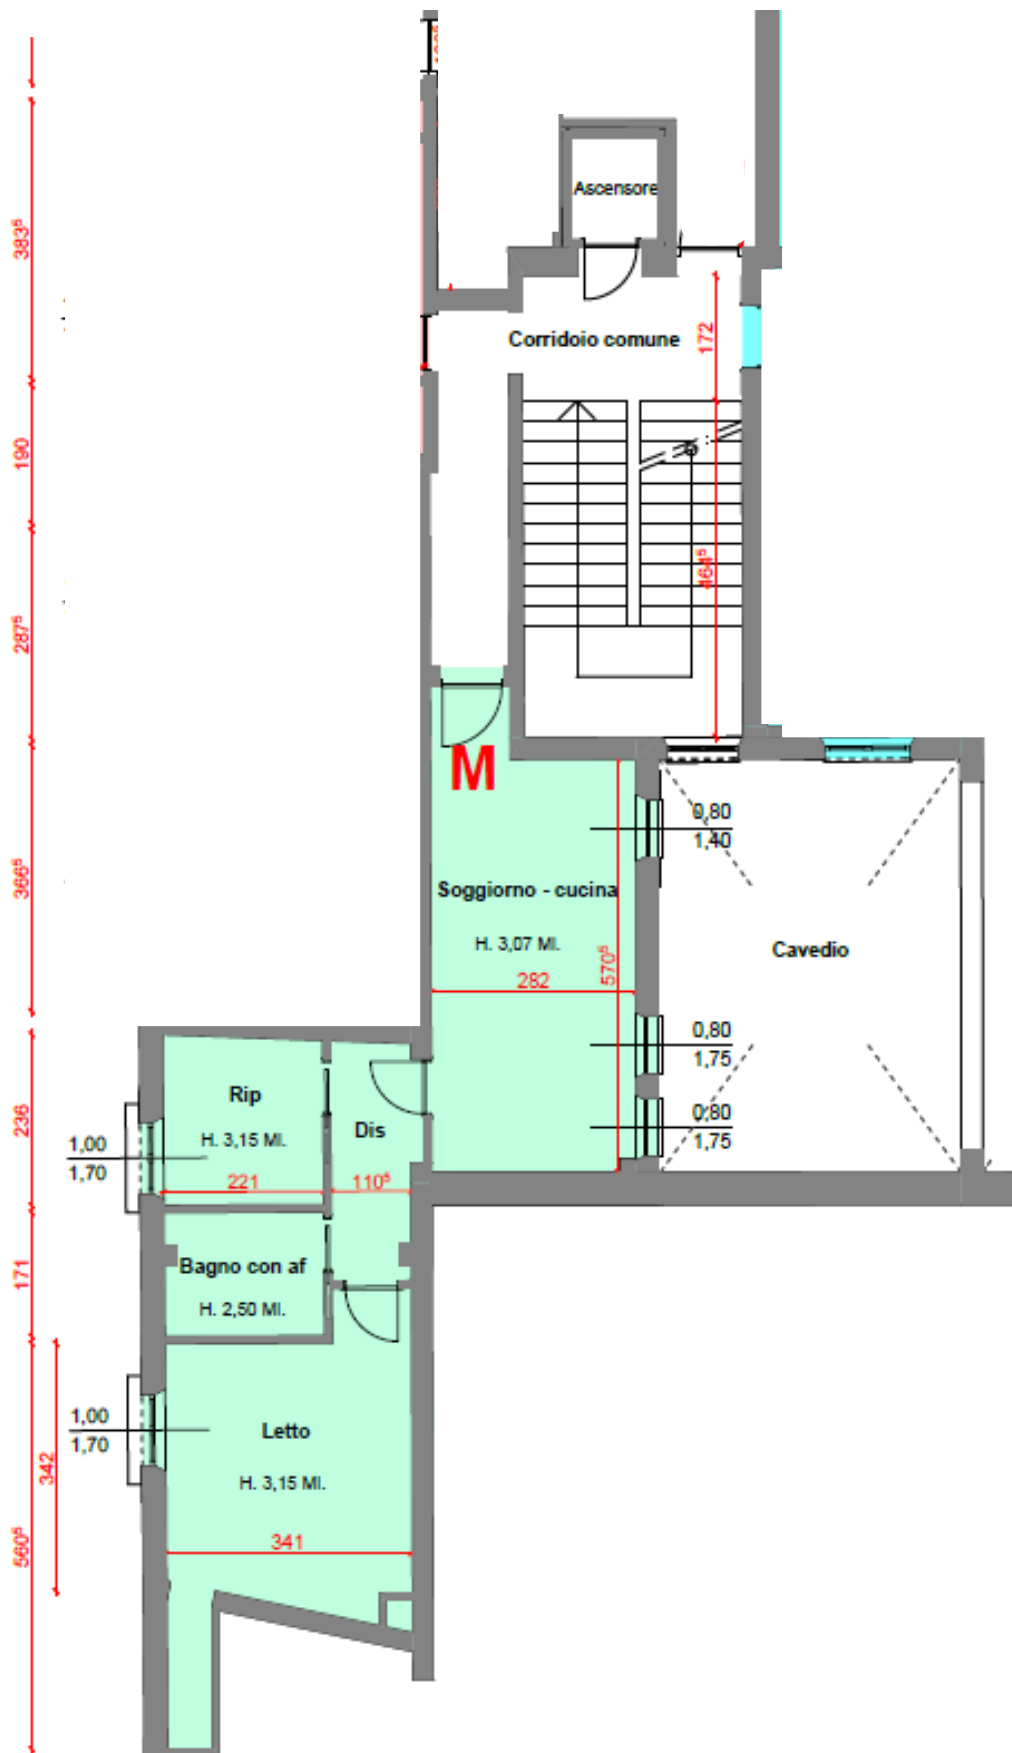 Ascensore
383⁵
Corridoio comune
172
190
464⁵
287⁵
M
0,80
1,40
366⁵
Soggiorno - cucina
H. 3,07 Ml.
570⁵
282
Cavedio
0,80
1,75
Rip
H. 3,15 Ml.
Dis
0,80
1,75
236
1,00
1,70
221
110⁵
171
Bagno con af
H. 2,50 Ml.
1,00
1,70
Letto
H. 3,15 Ml.
342
341
560⁵